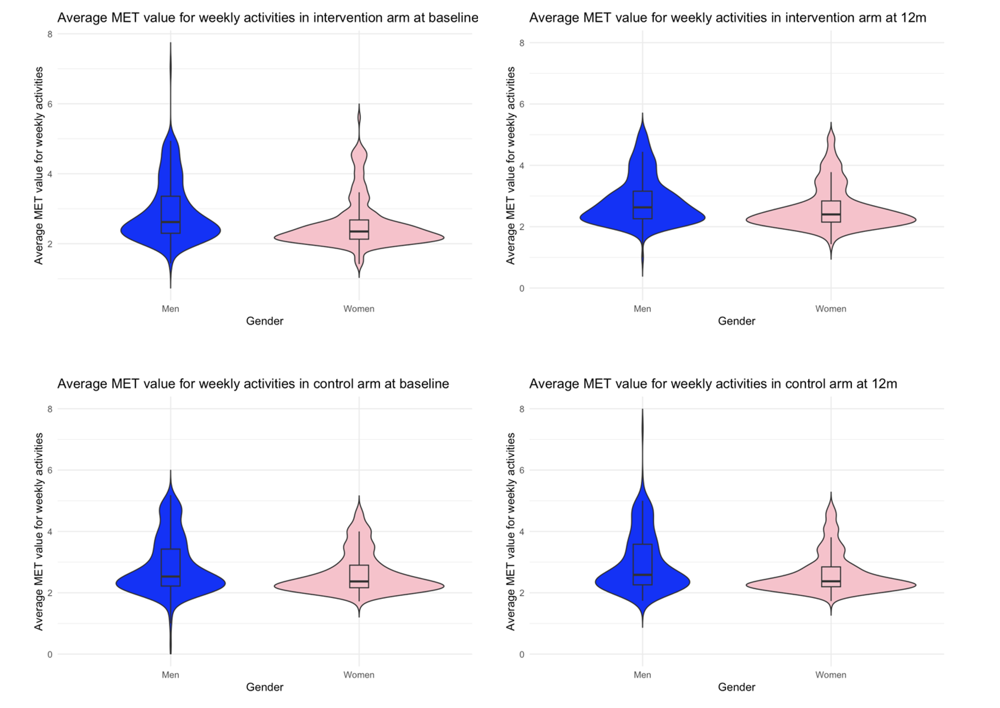 Average MET value for weekly activities in intervention arm at baseline
Average MET value for weekly activities
8
6
4
2
Men
Women
Gender
Average MET value for weekly activities in intervention arm at 12m
Average MET value for weekly activities
8
6
4
2
0
Men
Women
Gender
Average MET value for weekly activities in control arm at baseline
Average MET value for weekly activities
8
6
4
2
0
Men
Women
Gender
Average MET value for weekly activities in control arm at 12m
Average MET value for weekly activities
8
6
4
2
0
Men
Women
Gender